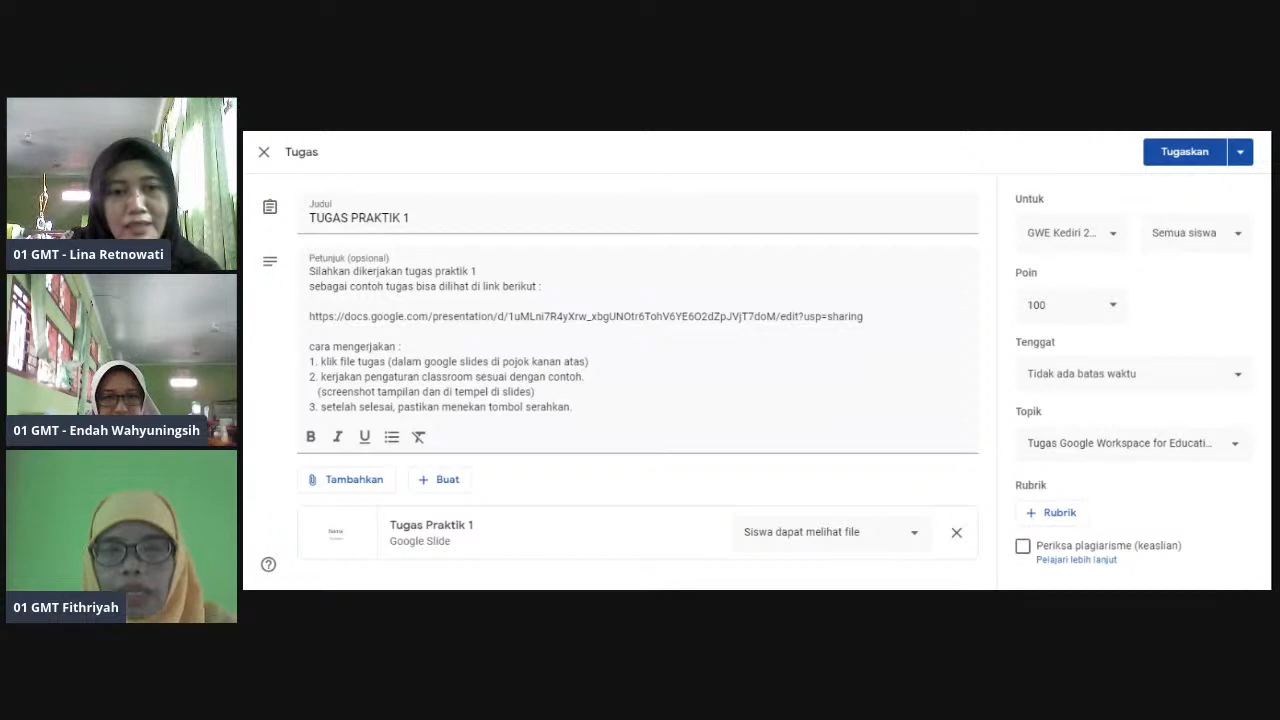 01 GMT - Lina Retnowati
01 GMT - Endah Wahyuningsih
01 GMT Fithriyah
Tugas
Tugaskan
Judul
TUGAS PRAKTIK 1
Petunjuk (opsional)
Silahkan dikerjakan tugas praktik 1
sebagai contoh tugas bisa dilihat di link berikut :
https://docs.google.com/presentation/d/1uMLni7R4yXrw_xbgUNOtr6TohV6YE6O2dZpJVjT7doM/edit?usp=sharing
cara mengerjakan :
1. klik file tugas (dalam google slides di pojok kanan atas)
2. kerjakan pengaturan classroom sesuai dengan contoh.
(screenshot tampilan dan di tempel di slides)
3. setelah selesai, pastikan menekan tombol serahkan.
B I U
Tambahkan
+ Buat
Tugas Praktik 1
Google Slide
Siswa dapat melihat file
Untuk
GWE Kediri 2...
Semua siswa
Poin
100
Tenggat
Tidak ada batas waktu
Topik
Tugas Google Workspace for Educati...
Rubrik
+ Rubrik
Periksa plagiarisme (keaslian)
Pelajari lebih lanjut